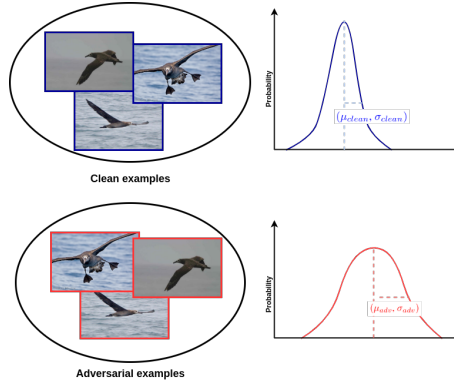 Probability
(μclean, σclean)
Clean examples
Probability
(μadv, σadv)
Adversarial examples